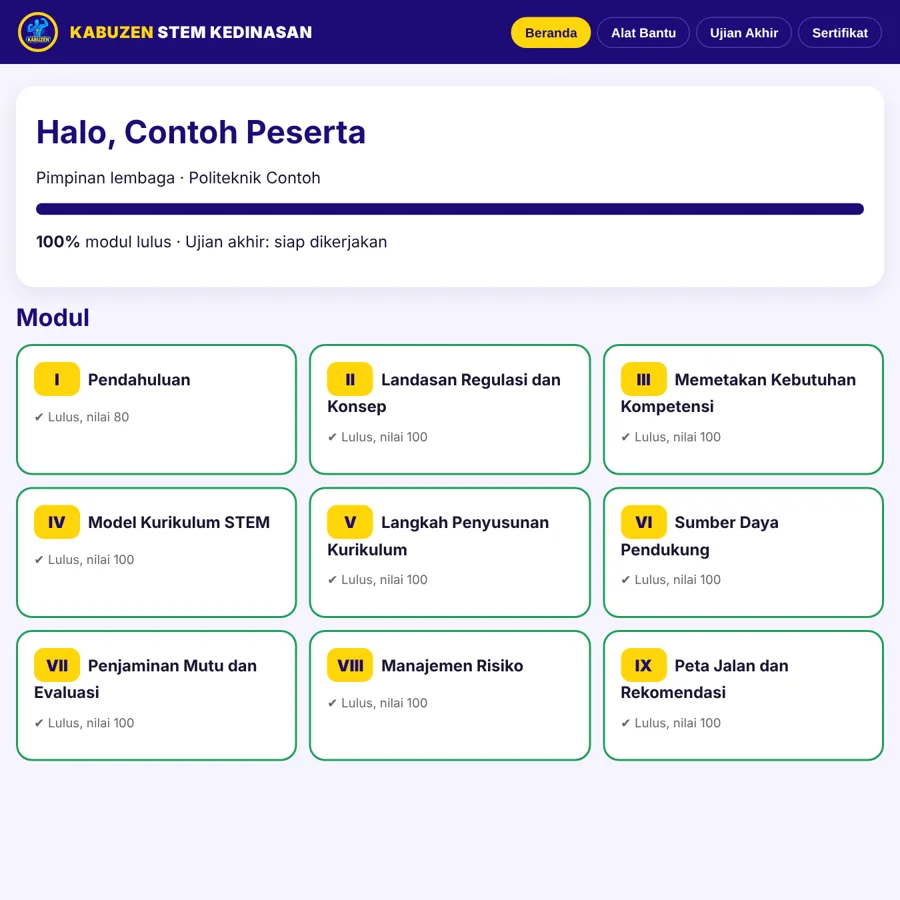 KABUZEN
KABUZEN STEM KEDINASAN
Beranda
Alat Bantu
Ujian Akhir
Sertifikat
Halo, Contoh Peserta
Pimpinan lembaga · Politeknik Contoh
100% modul lulus · Ujian akhir: siap dikerjakan
Modul
I Pendahuluan
✔ Lulus, nilai 80
II Landasan Regulasi dan
Konsep
✔ Lulus, nilai 100
III Memetakan Kebutuhan
Kompetensi
✔ Lulus, nilai 100
IV Model Kurikulum STEM
✔ Lulus, nilai 100
V Langkah Penyusunan
Kurikulum
✔ Lulus, nilai 100
VI Sumber Daya
Pendukung
✔ Lulus, nilai 100
VII Penjaminan Mutu dan
Evaluasi
✔ Lulus, nilai 100
VIII Manajemen Risiko
✔ Lulus, nilai 100
IX Peta Jalan dan
Rekomendasi
✔ Lulus, nilai 100